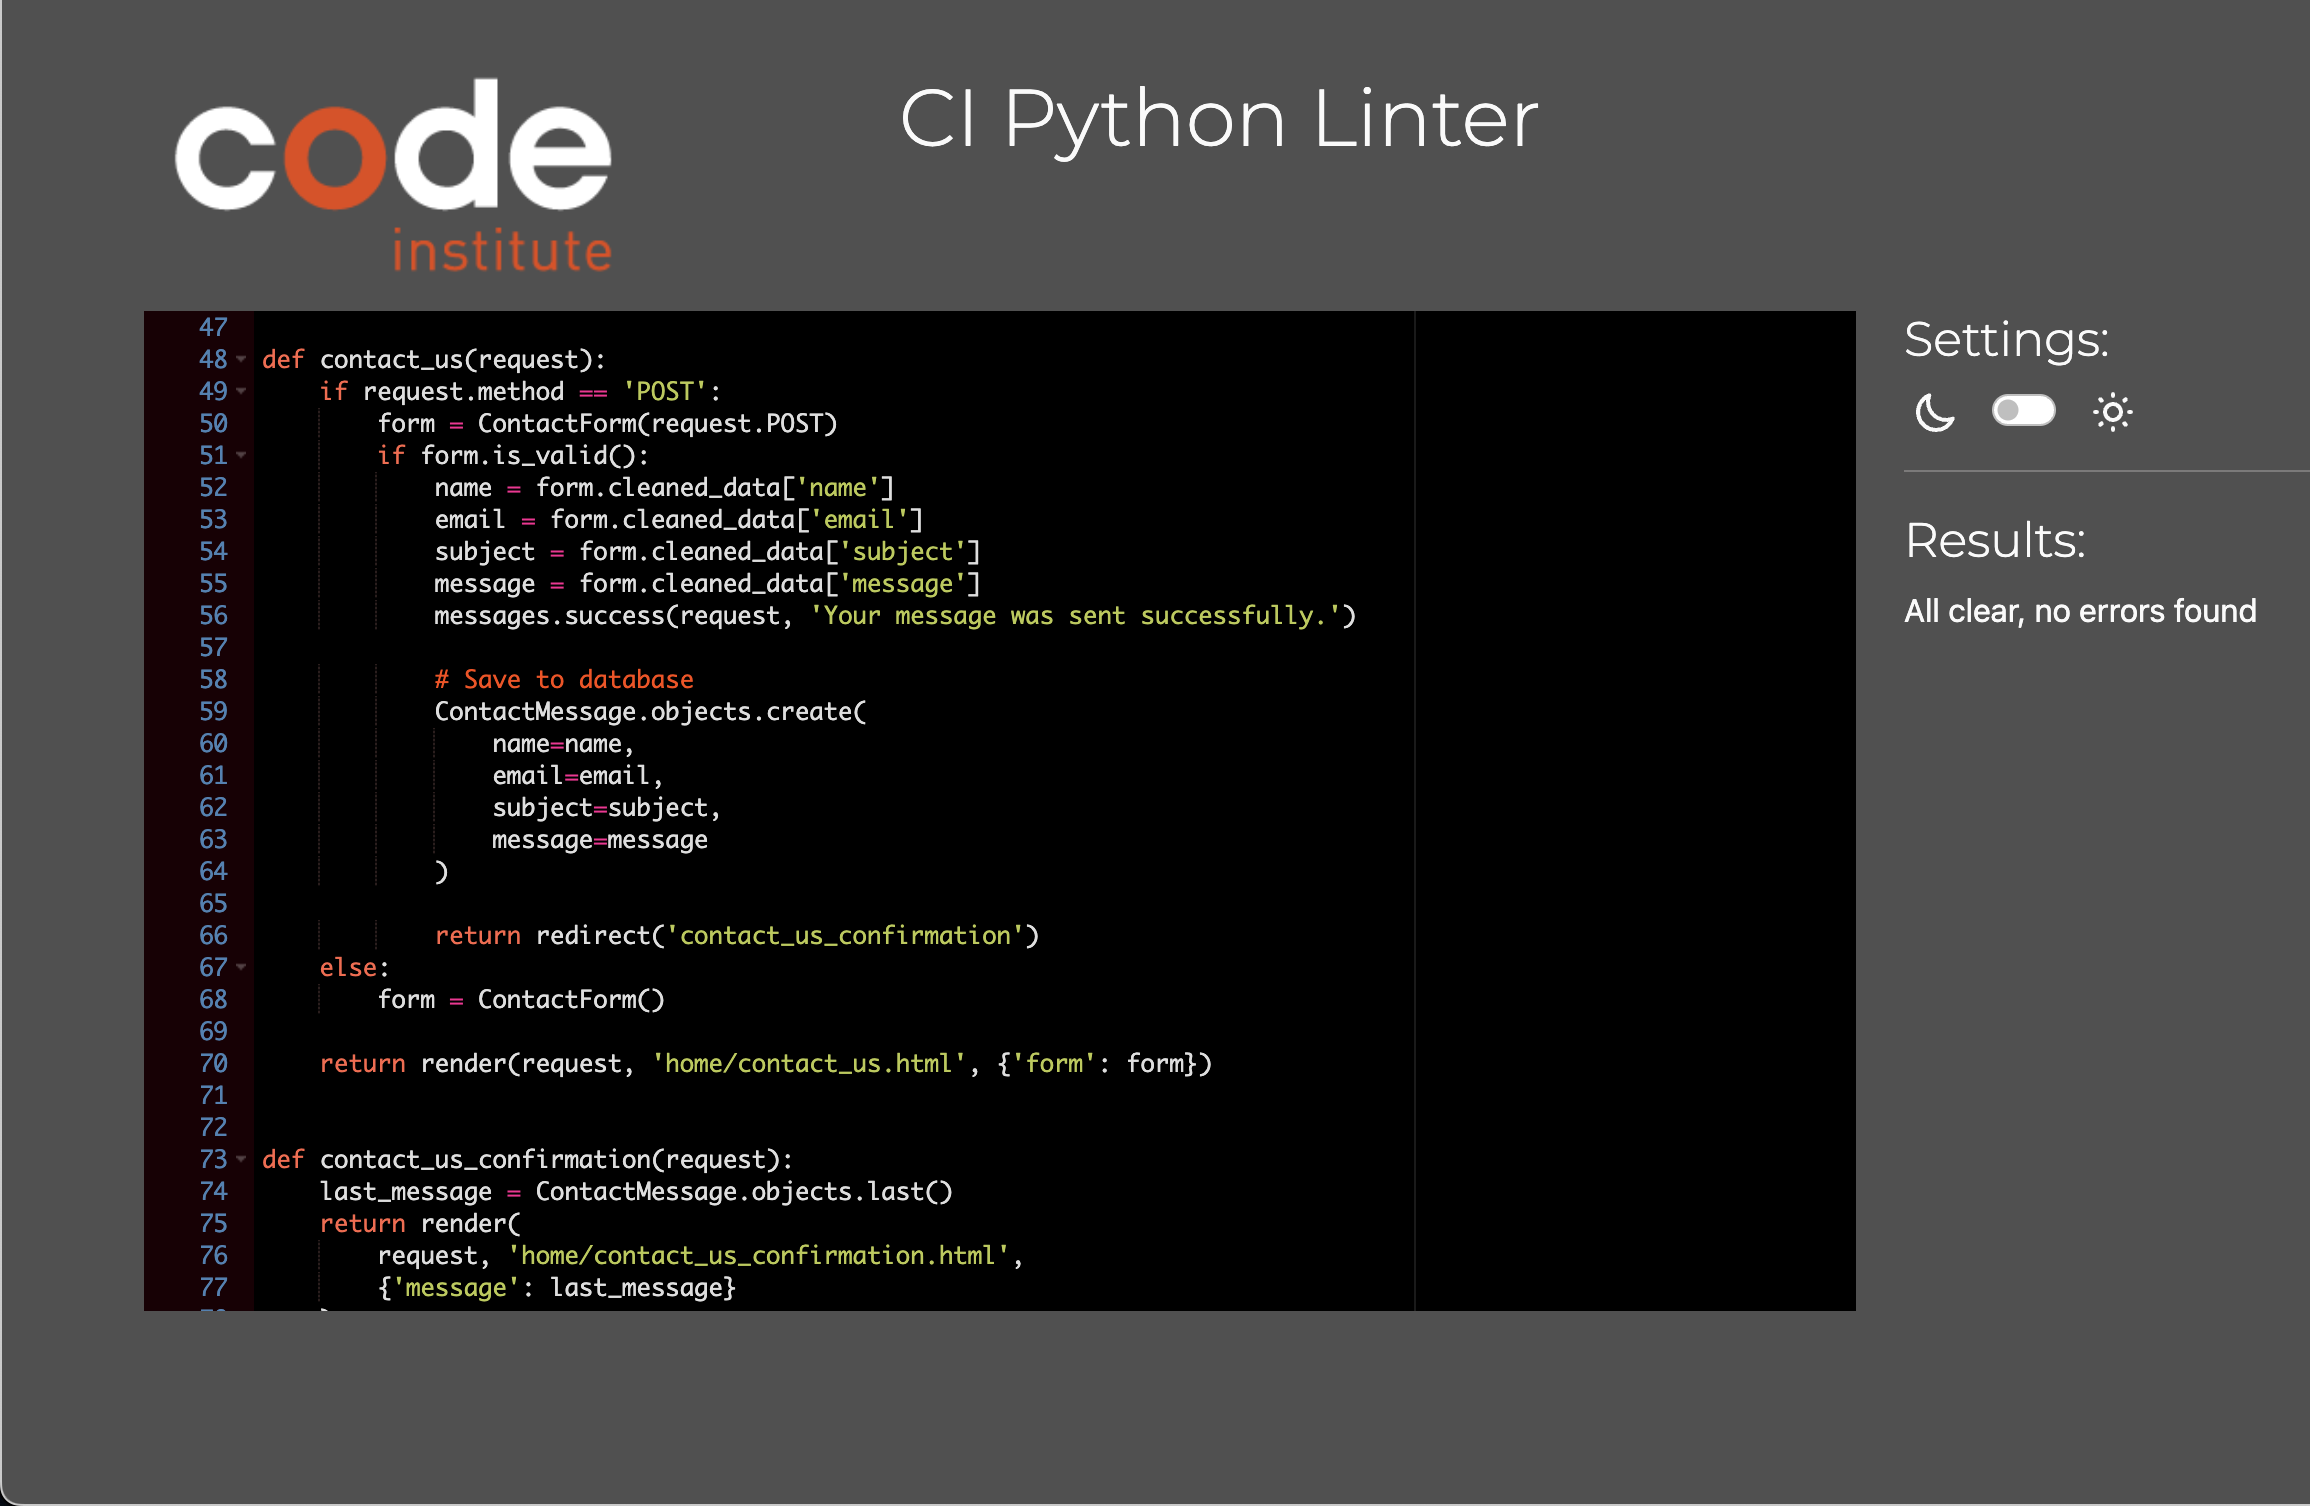 code
institute
CI Python Linter
47
48 def contact_us(request):
49     if request.method == 'POST':
50         form = ContactForm(request.POST)
51         if form.is_valid():
52             name = form.cleaned_data['name']
53             email = form.cleaned_data['email']
54             subject = form.cleaned_data['subject']
55             message = form.cleaned_data['message']
56             messages.success(request, 'Your message was sent successfully.')
57
58             # Save to database
59             ContactMessage.objects.create(
60                 name=name,
61                 email=email,
62                 subject=subject,
63                 message=message
64             )
65
66             return redirect('contact_us_confirmation')
67     else:
68         form = ContactForm()
69
70     return render(request, 'home/contact_us.html', {'form': form})
71
72
73 def contact_us_confirmation(request):
74     last_message = ContactMessage.objects.last()
75     return render(
76         request, 'home/contact_us_confirmation.html',
77         {'message': last_message}
Settings:
Results:
All clear, no errors found